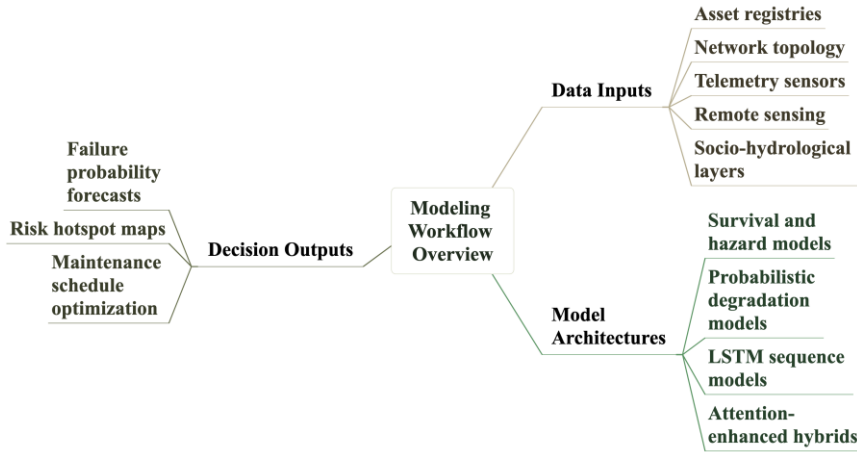 Modeling
Workflow
Overview
Data Inputs
Asset registries
Network topology
Telemetry sensors
Remote sensing
Socio-hydrological
layers
Model
Architectures
Survival and
hazard models
Probabilistic
degradation
models
LSTM sequence
models
Attention-
enhanced hybrids
Decision Outputs
Failure
probability
forecasts
Risk hotspot maps
Maintenance
schedule
optimization